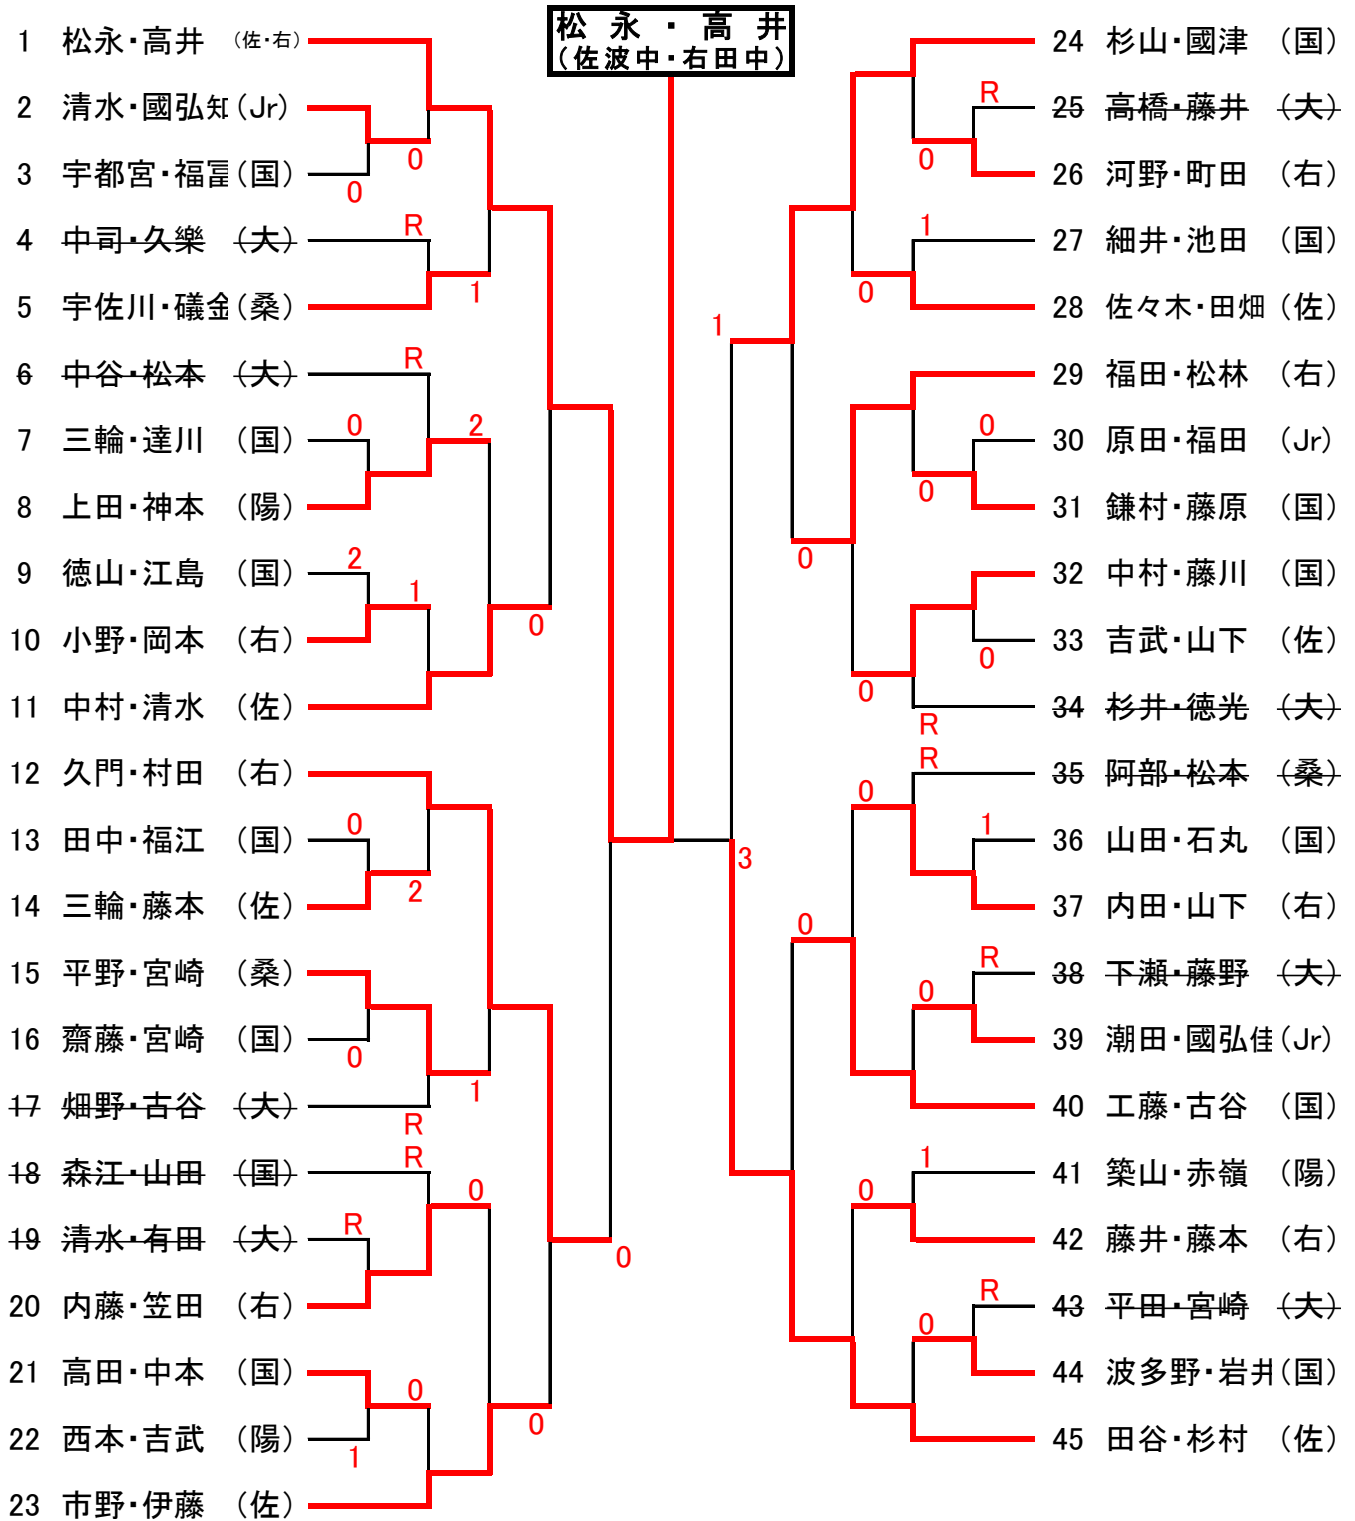 松永・高井
(佐波中・右田中)
1 松永・高井 (佐・右)
2 清水・國弘知(Jr)
0
3 宇都宮・福冨(国)
0
4 中司・久樂 (大)
R
5 宇佐川・礒金(桑)
1
6 中谷・松本 (大)
R
7 三輪・達川 (国)
0
2
8 上田・神本 (陽)
9 徳山・江島 (国)
2
1
10 小野・岡本 (右)
0
11 中村・清水 (佐)
12 久門・村田 (右)
13 田中・福江 (国)
0
14 三輪・藤本 (佐)
2
15 平野・宮崎 (桑)
16 齋藤・宮崎 (国)
0
1
17 畑野・古谷 (大)
R
18 森江・山田 (国)
R
0
19 清水・有田 (大)
R
0
20 内藤・笠田 (右)
21 高田・中本 (国)
0
22 西本・吉武 (陽)
1
0
23 市野・伊藤 (佐)
1
3
24 杉山・國津 (国)
25 高橋・藤井 (大)
R
0
26 河野・町田 (右)
27 細井・池田 (国)
1
0
28 佐々木・田畑(佐)
29 福田・松林 (右)
30 原田・福田 (Jr)
0
0
31 鎌村・藤原 (国)
0
32 中村・藤川 (国)
33 吉武・山下 (佐)
0
0
34 杉井・徳光 (大)
R
35 阿部・松本 (桑)
R
0
36 山田・石丸 (国)
1
37 内田・山下 (右)
0
38 下瀬・藤野 (大)
R
0
39 潮田・國弘佳(Jr)
40 工藤・古谷 (国)
41 築山・赤嶺 (陽)
1
0
42 藤井・藤本 (右)
43 平田・宮崎 (大)
R
0
44 波多野・岩井(国)
45 田谷・杉村 (佐)